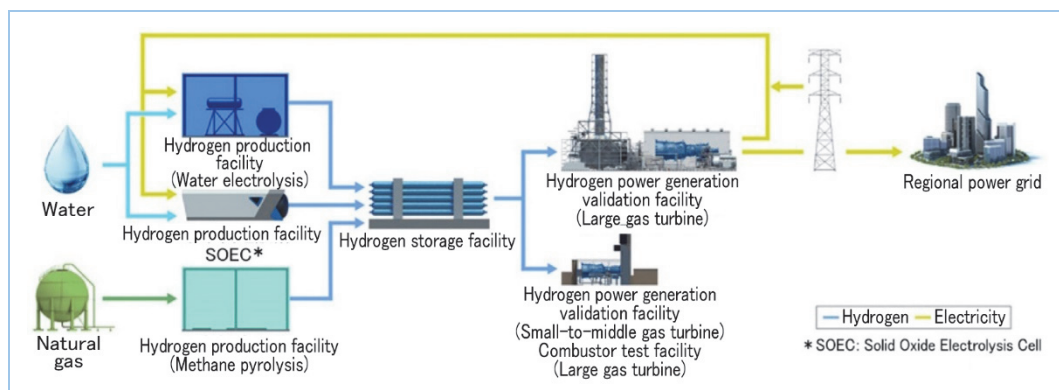 Water
Hydrogen production
facility
(Water electrolysis)
Hydrogen production facility
SOEC*
Natural
gas
Hydrogen production facility
(Methane pyrolysis)
Hydrogen storage facility
Hydrogen power generation
validation facility
(Large gas turbine)
Hydrogen power generation
validation facility
(Small-to-middle gas turbine)
Combustor test facility
(Large gas turbine)
Regional power grid
Hydrogen Electricity
* SOEC: Solid Oxide Electrolysis Cell